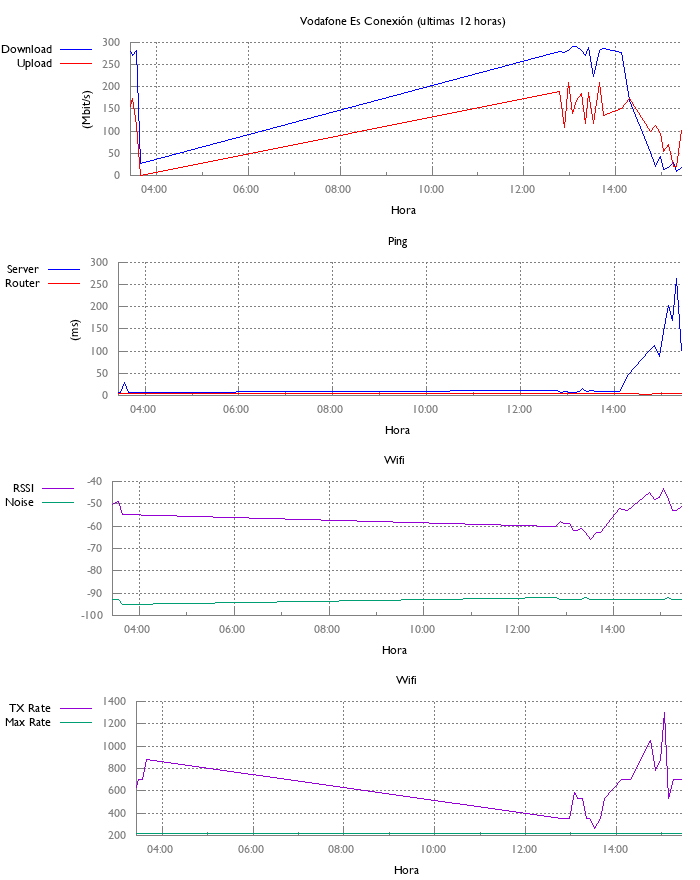 Vodafone Es Conexión (ultimas 12 horas)
Download
Upload
(Mbit/s)
300
250
200
150
100
50
0
04:00 06:00 08:00 10:00 12:00 14:00
Hora
Ping
Server
Router
(ms)
300
250
200
150
100
50
0
04:00 06:00 08:00 10:00 12:00 14:00
Hora
Wifi
RSSI
Noise
-40
-50
-60
-70
-80
-90
-100
04:00 06:00 08:00 10:00 12:00 14:00
Hora
Wifi
TX Rate
Max Rate
1400
1200
1000
800
600
400
200
04:00 06:00 08:00 10:00 12:00 14:00
Hora